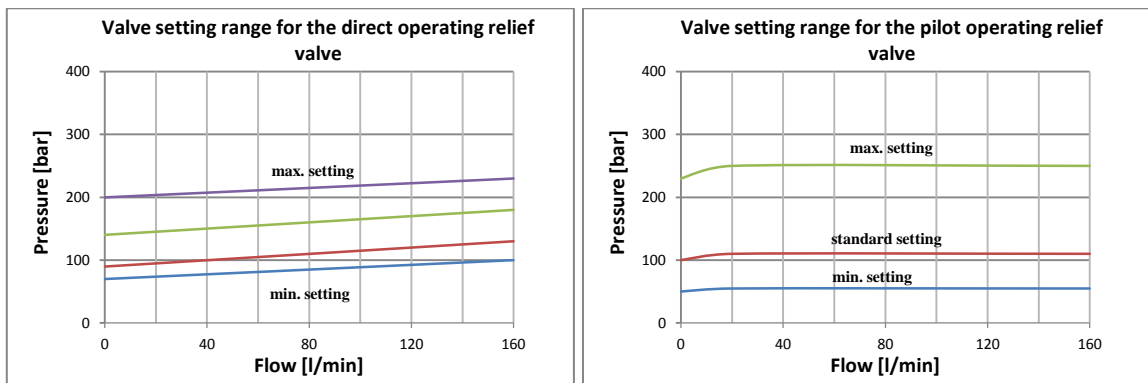 Valve setting range for the direct operating relief
valve
400
300
200
100
0
Pressure [bar]
max. setting
min. setting
0 40 80 120 160
Flow [l/min]
Valve setting range for the pilot operating relief
valve
400
300
200
100
0
Pressure [bar]
max. setting
standard setting
min. setting
0 40 80 120 160
Flow [l/min]